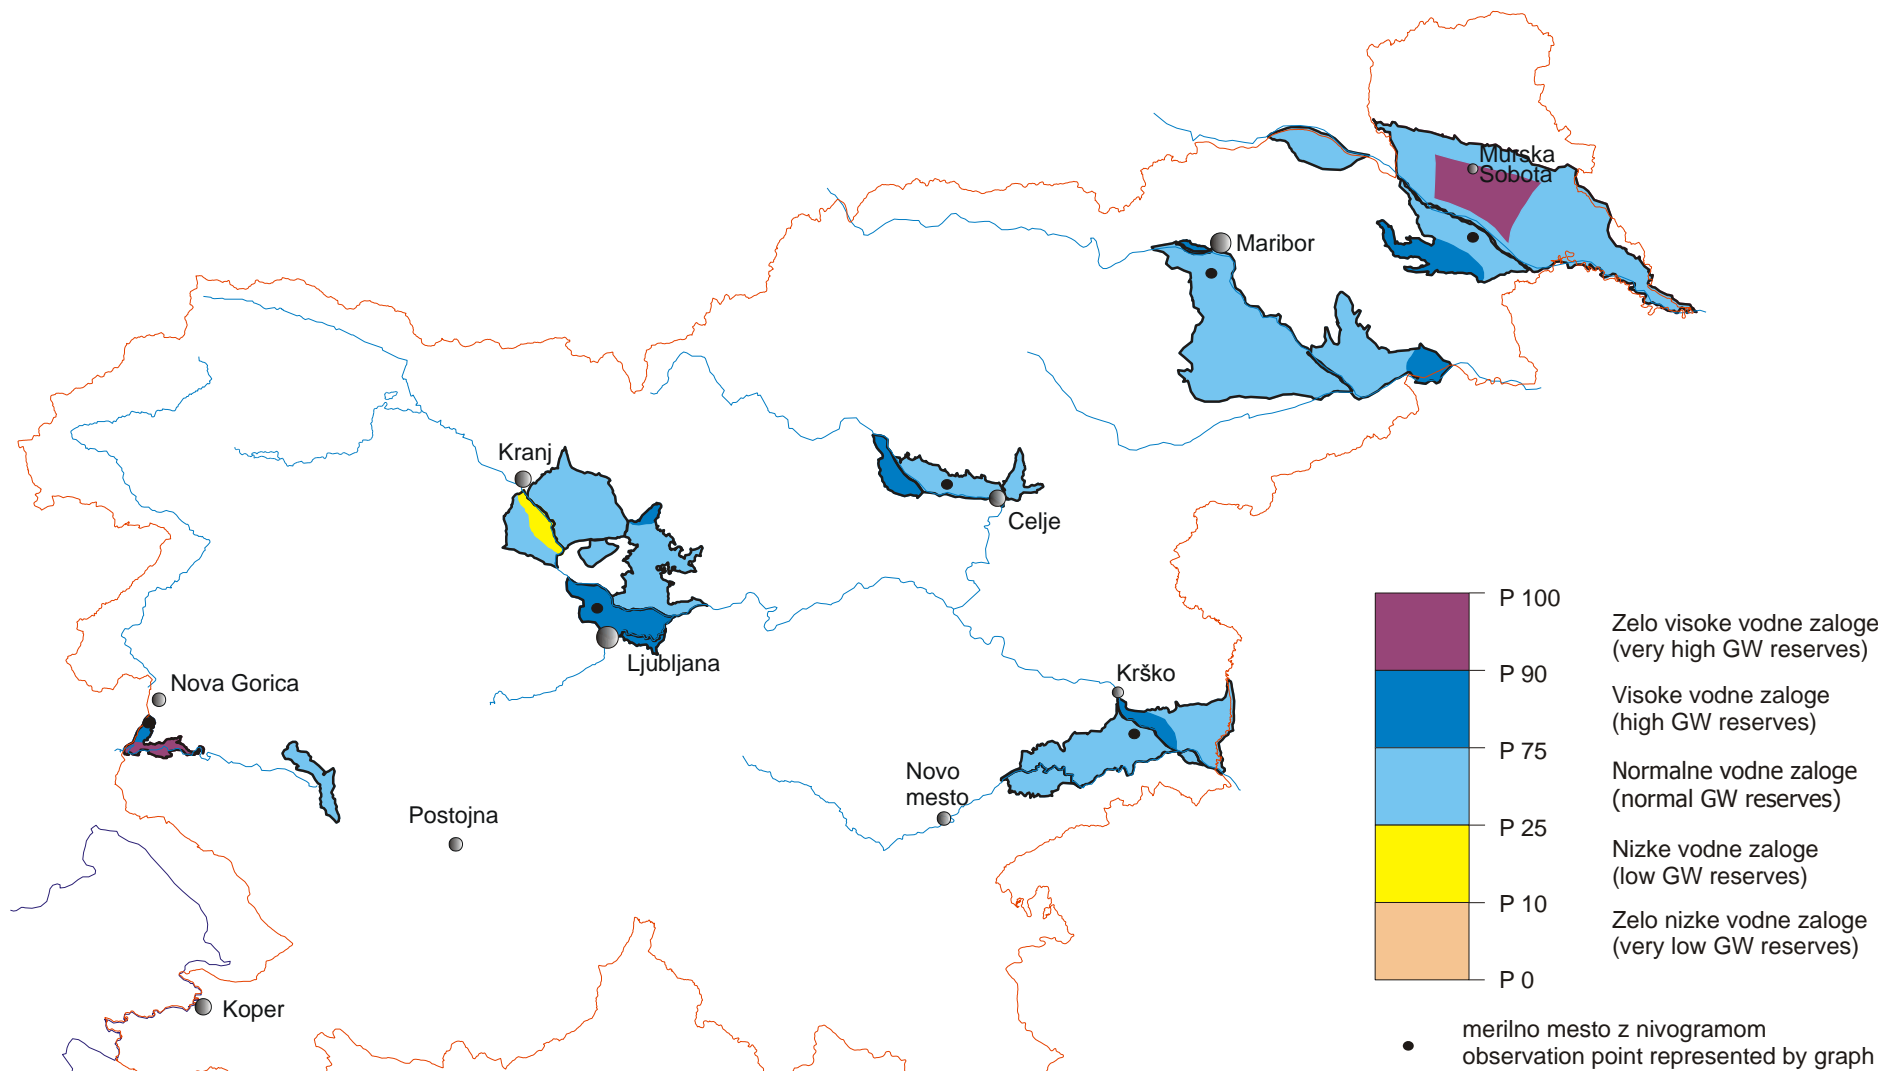 Murska
Sobota
Maribor
Kranj
Celje
Ljubljana
Krško
Nova Gorica
Novo
mesto
Postojna
Koper
P 100
Zelo visoke vodne zaloge
(very high GW reserves)
P 90
Visoke vodne zaloge
(high GW reserves)
P 75
Normalne vodne zaloge
(normal GW reserves)
P 25
Nizke vodne zaloge
(low GW reserves)
P 10
Zelo nizke vodne zaloge
(very low GW reserves)
P 0
merilno mesto z nivogramom
observation point represented by graph